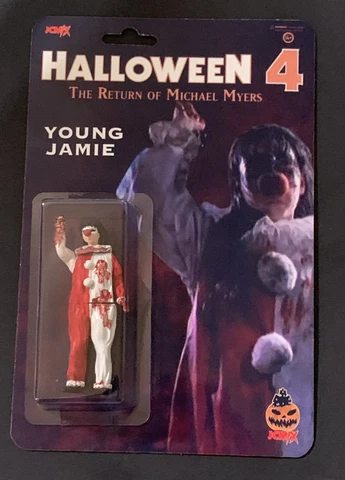 HALLOWEEN 4
THE RETURN OF MICHAEL MYERS
YOUNG
JAMIE